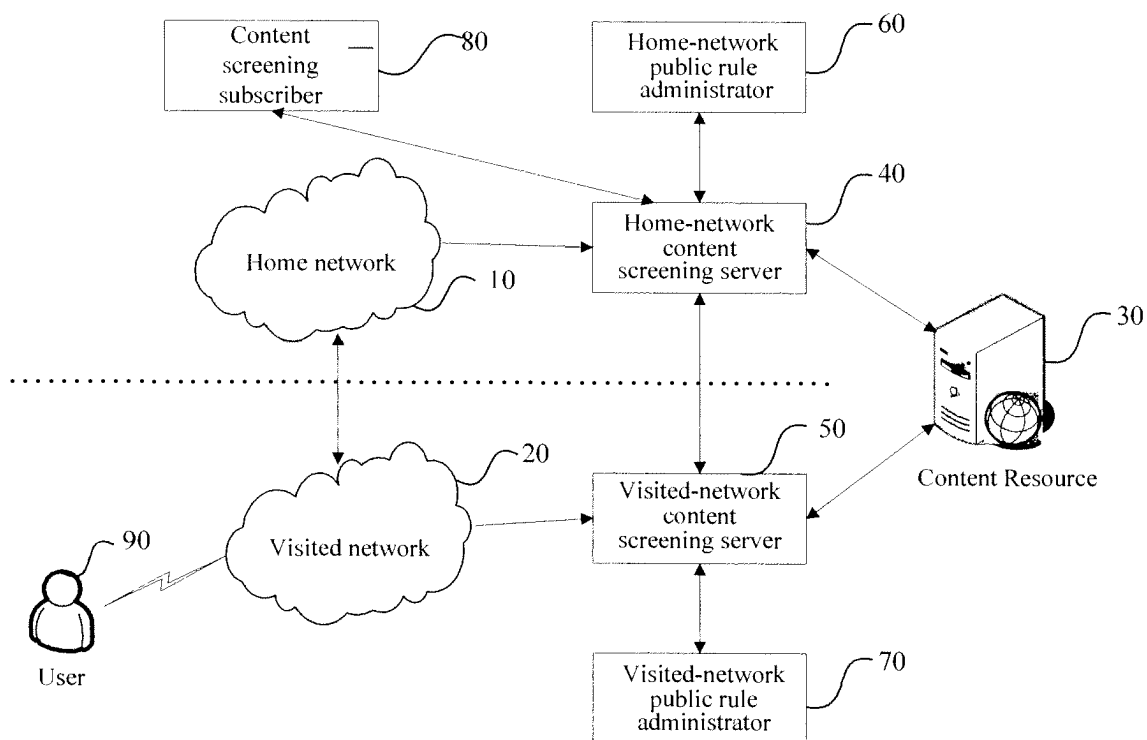 Content
screening
subscriber
80
Home-network
public rule
administrator
60
Home-network
content
screening server
40
Home network
10
30
Content Resource
Visited-network
content
screening server
50
Visited network
20
90
User
Visited-network
public rule
administrator
70